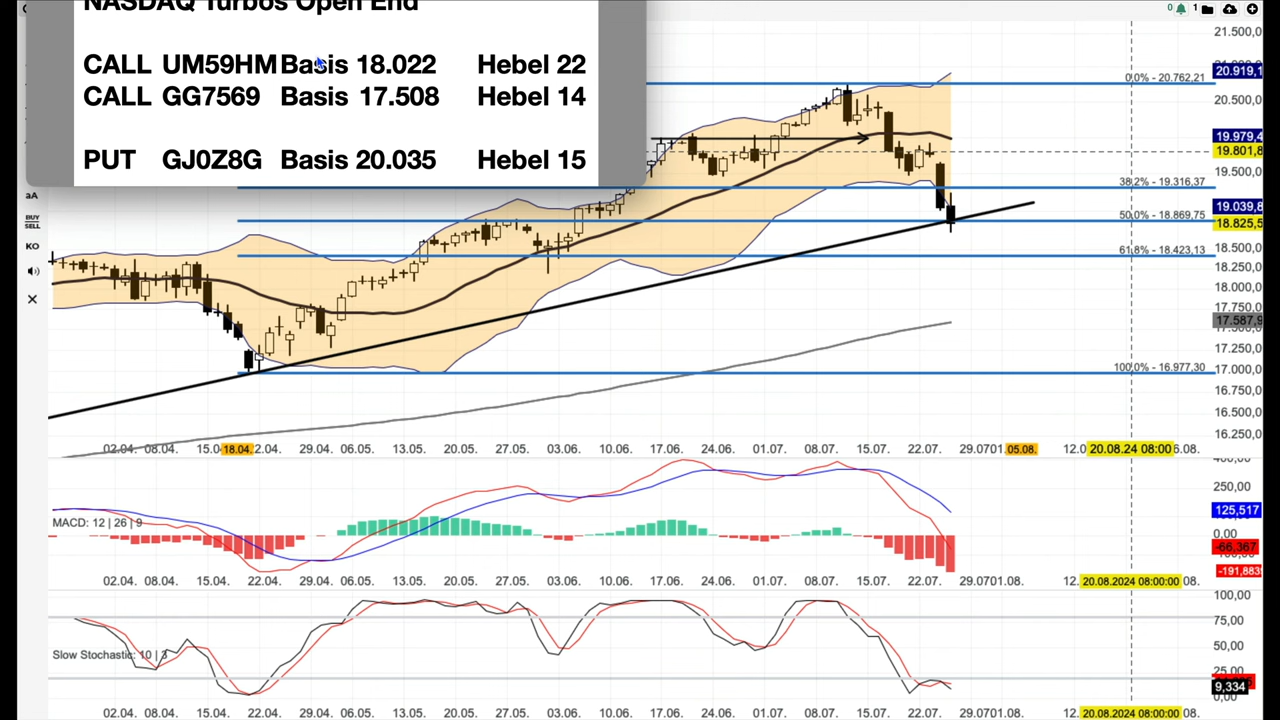 NASDAQ Turbos Open End
CALL UM59HM Basis 18.022 Hebel 22
CALL GG7569 Basis 17.508 Hebel 14
PUT GJ0Z8G Basis 20.035 Hebel 15
0 1
aA
BUY
SELL
KO
21.500,
20.919,1
0,0% - 20.762,21
20.500,
19.979,4
19.801,8
19.500,
38,2% - 19.316,37
19.039,8
50,0% - 18.869,75
18.825,5
61,8% - 18.423,13
18.500,
18.250,
18.000,
17.750,
17.587,9
17.250,
100,0% - 16.977,30
17.000,
16.750,
16.500,
16.250,
02.04. 08.04. 15.0 18.04. 2.04. 29.04. 06.05. 13.05. 20.05. 27.05. 03.06. 10.06. 17.06. 24.06. 01.07. 08.07. 15.07. 22.07. 29.07 01 05.08. 12.0 20.08.24 08:00 6.08.
250,00
125,517
MACD: 12 | 26 | 9
0,00
-66,367
-191,883
02.04. 08.04. 15.04. 22.04. 29.04. 06.05. 13.05. 20.05. 27.05. 03.06. 10.06. 17.06. 24.06. 01.07. 08.07. 15.07. 22.07. 29.07 01.08. 12. 20.08.2024 08:00:00 08.
100,00
75,00
50,00
Slow Stochastic: 10 | 3
25,00
9,334
0,00
02.04. 08.04. 15.04. 22.04. 29.04. 06.05. 13.05. 20.05. 27.05. 03.06. 10.06. 17.06. 24.06. 01.07. 08.07. 15.07. 22.07. 29.07 01.08. 12. 20.08.2024 08:00:00 08.